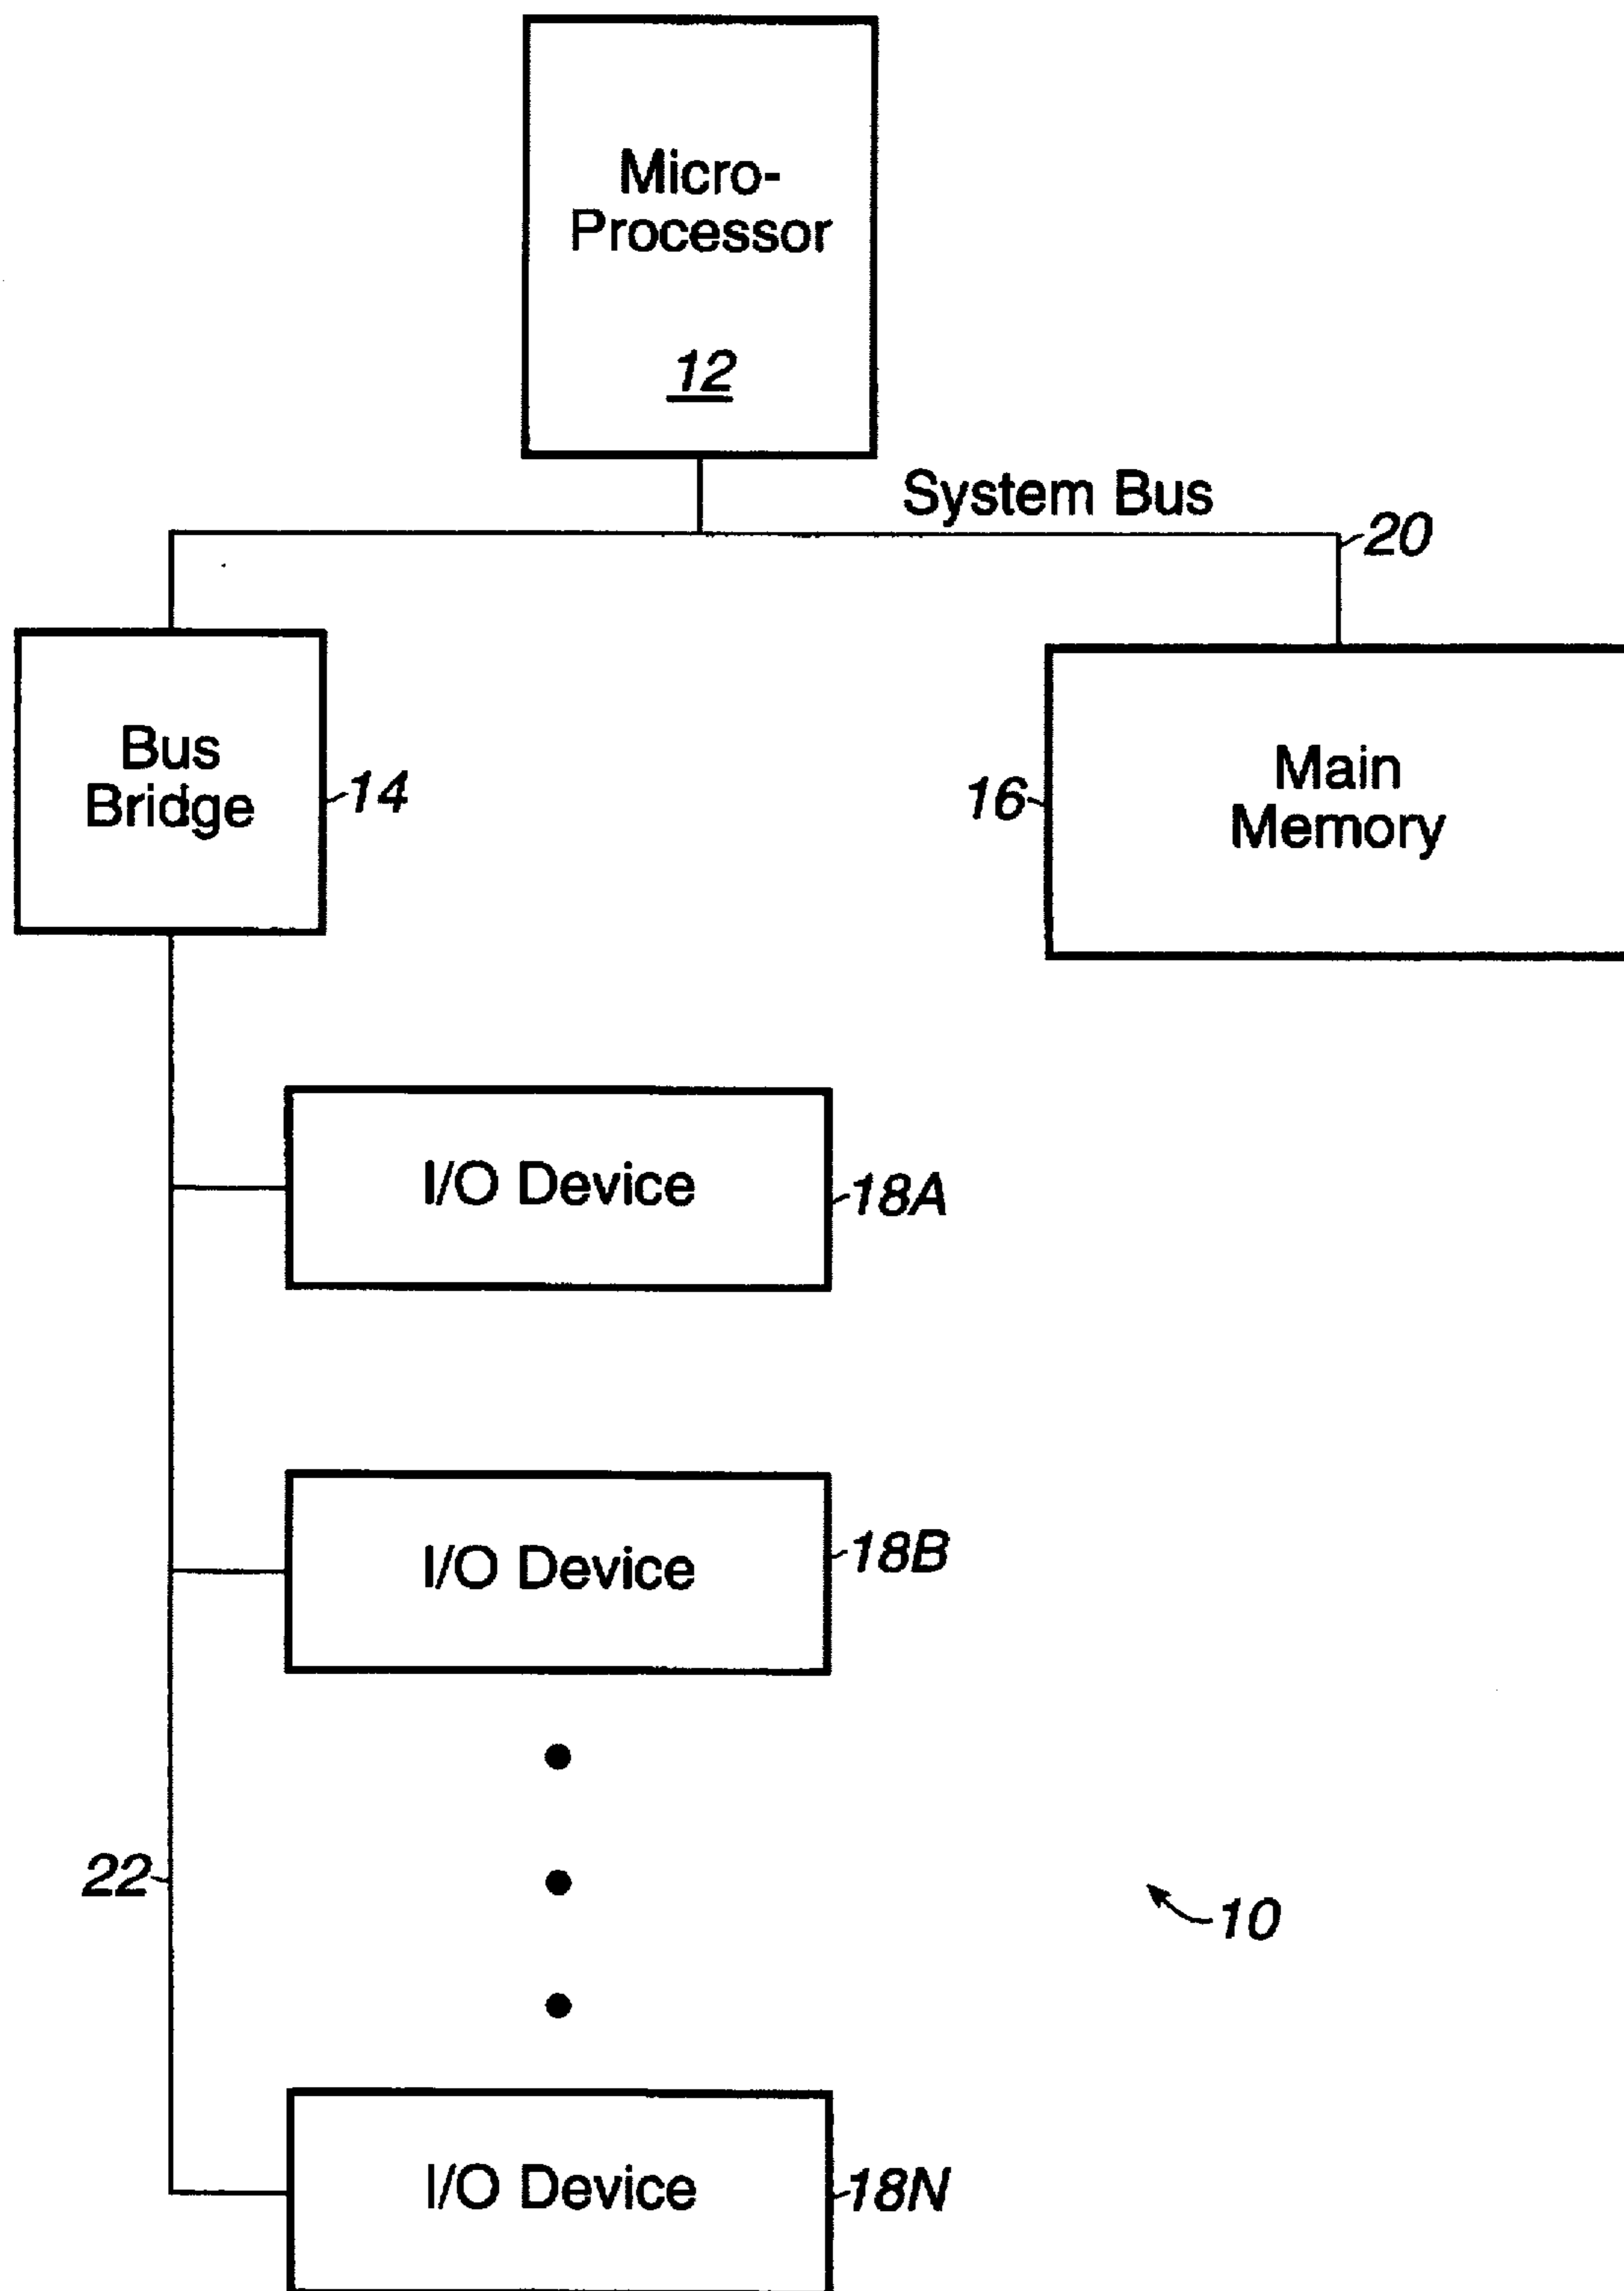 Micro-
Processor
12
System Bus
20
Bus
Bridge
14
16
Main
Memory
I/O Device
18A
I/O Device
18B
22
10
I/O Device
18N